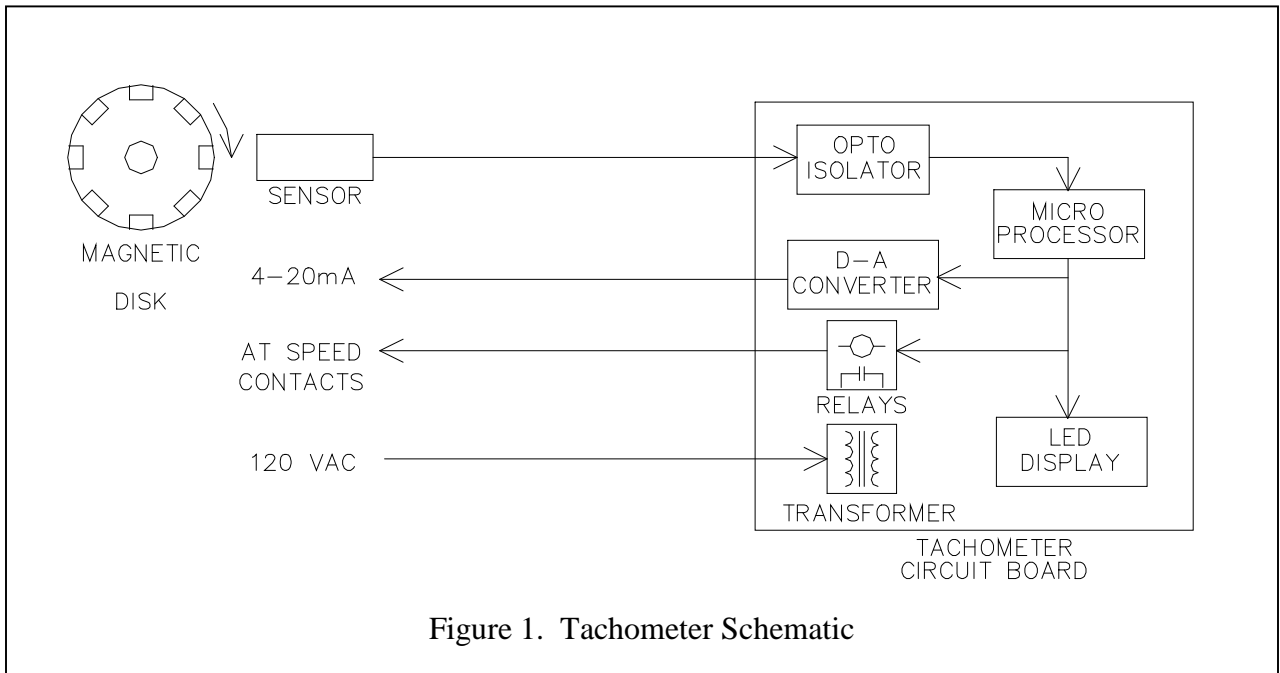 OPTO
ISOLATOR
SENSOR
MICRO
PROCESSOR
MAGNETIC
DISK
4-20mA
D-A
CONVERTER
AT SPEED
CONTACTS
RELAYS
120 VAC
LED
DISPLAY
TRANSFORMER
TACHOMETER
CIRCUIT BOARD
Figure 1. Tachometer Schematic